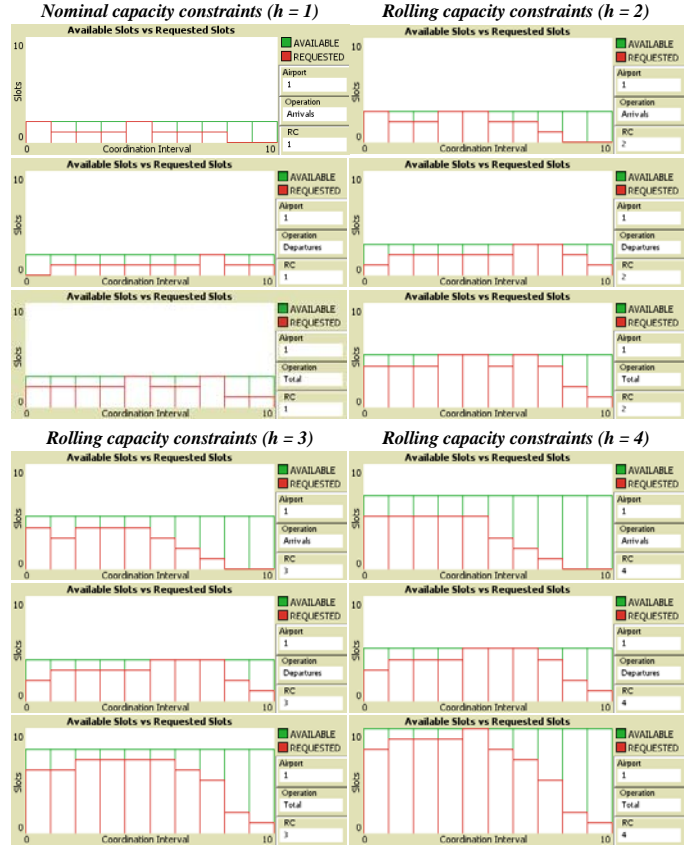 Nominal capacity constraints (h = 1)
Available Slots vs Requested Slots
10
Slots
0
0
Coordination Interval
10
AVAILABLE
REQUESTED
Airport
1
Operation
Arrivals
RC
1
Available Slots vs Requested Slots
10
Slots
0
0
Coordination Interval
10
AVAILABLE
REQUESTED
Airport
1
Operation
Departures
RC
1
Available Slots vs Requested Slots
10
Slots
0
0
Coordination Interval
10
AVAILABLE
REQUESTED
Airport
1
Operation
Total
RC
1
Rolling capacity constraints (h = 2)
Available Slots vs Requested Slots
10
Slots
0
0
Coordination Interval
10
AVAILABLE
REQUESTED
Airport
1
Operation
Arrivals
RC
2
Available Slots vs Requested Slots
10
Slots
0
0
Coordination Interval
10
AVAILABLE
REQUESTED
Airport
1
Operation
Departures
RC
2
Available Slots vs Requested Slots
10
Slots
0
0
Coordination Interval
10
AVAILABLE
REQUESTED
Airport
1
Operation
Total
RC
2
Rolling capacity constraints (h = 3)
Available Slots vs Requested Slots
10
Slots
0
0
Coordination Interval
10
AVAILABLE
REQUESTED
Airport
1
Operation
Arrivals
RC
3
Available Slots vs Requested Slots
10
Slots
0
0
Coordination Interval
10
AVAILABLE
REQUESTED
Airport
1
Operation
Departures
RC
3
Available Slots vs Requested Slots
10
Slots
0
0
Coordination Interval
10
AVAILABLE
REQUESTED
Airport
1
Operation
Total
RC
3
Rolling capacity constraints (h = 4)
Available Slots vs Requested Slots
10
Slots
0
0
Coordination Interval
10
AVAILABLE
REQUESTED
Airport
1
Operation
Arrivals
RC
4
Available Slots vs Requested Slots
10
Slots
0
0
Coordination Interval
10
AVAILABLE
REQUESTED
Airport
1
Operation
Departures
RC
4
Available Slots vs Requested Slots
10
Slots
0
0
Coordination Interval
10
AVAILABLE
REQUESTED
Airport
1
Operation
Total
RC
4